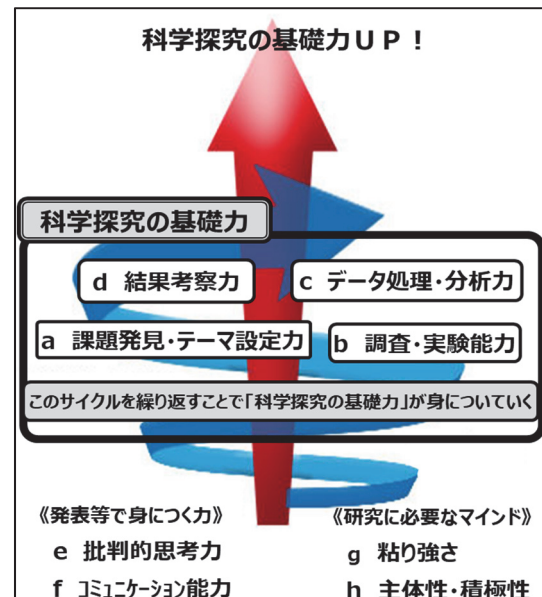 科学探究の基礎力UP！
科学探究の基礎力
d 結果考察力
c データ処理・分析力
a 課題発見・テーマ設定力
b 調査・実験能力
このサイクルを繰り返すことで「科学探究の基礎力」が身についていく
《発表等で身につく力》
《研究に必要なマインド》
e 批判的思考力
g 粘り強さ
f コミュニケーション能力
h 主体性・積極性